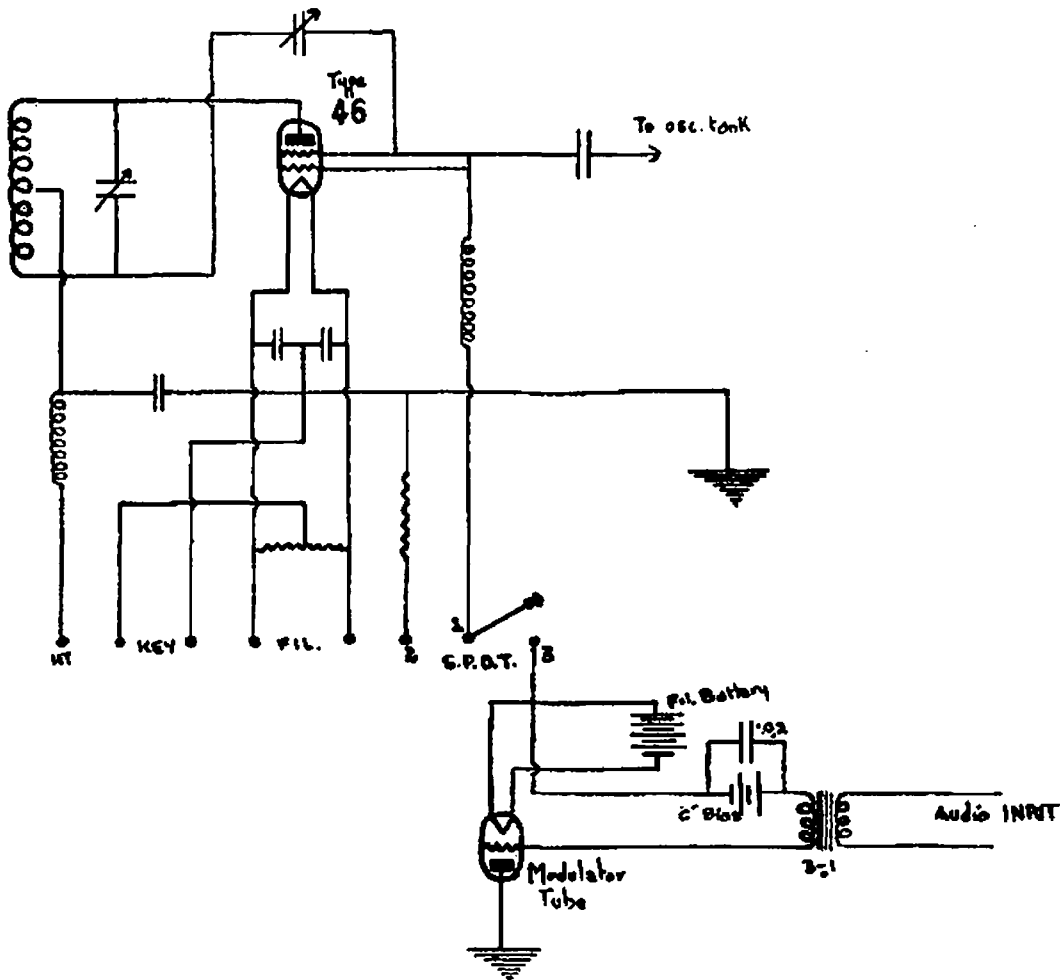 Type
46
To osc. tank
1
HT
KEY
FIL.
2
S.P.D.T.
3
Fil. Battery
.02
"C" Bias
Audio INPUT
3-1
Modulator
Tube